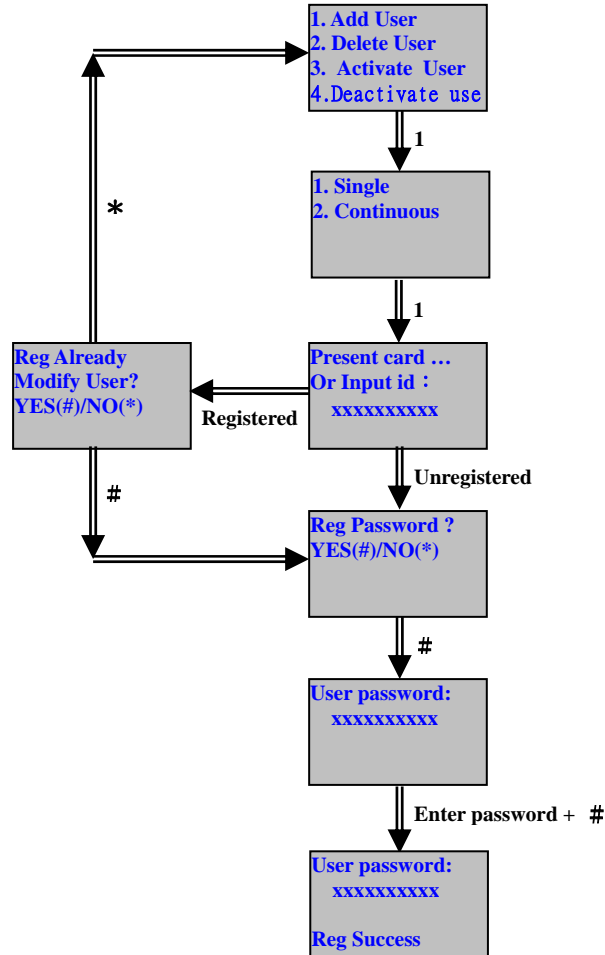 1. Add User
2. Delete User
3. Activate User
4.Deactivate use
1
1. Single
2. Continuous
*
1
Reg Already
Modify User?
YES(#)/NO(*)
Present card …
Or Input id：
xxxxxxxxxx
Registered
Unregistered
#
Reg Password ?
YES(#)/NO(*)
#
User password:
xxxxxxxxxx
Enter password + #
User password:
xxxxxxxxxx
Reg Success